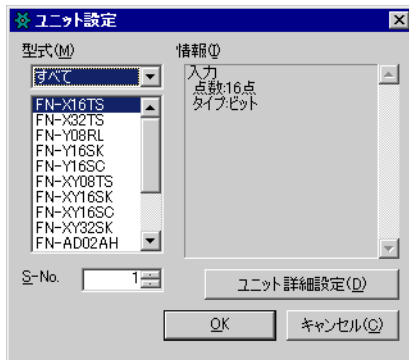 ユニット設定
型式(M)
情報(I)
すべて
入力
点数:16点
タイプ:ビット
FN-X16TS
FN-X32TS
FN-Y08RL
FN-Y16SK
FN-Y16SC
FN-XY08TS
FN-XY16SK
FN-XY16SC
FN-XY32SK
FN-AD02AH
S-No.
1
ユニット詳細設定(D)
OK
キャンセル(C)